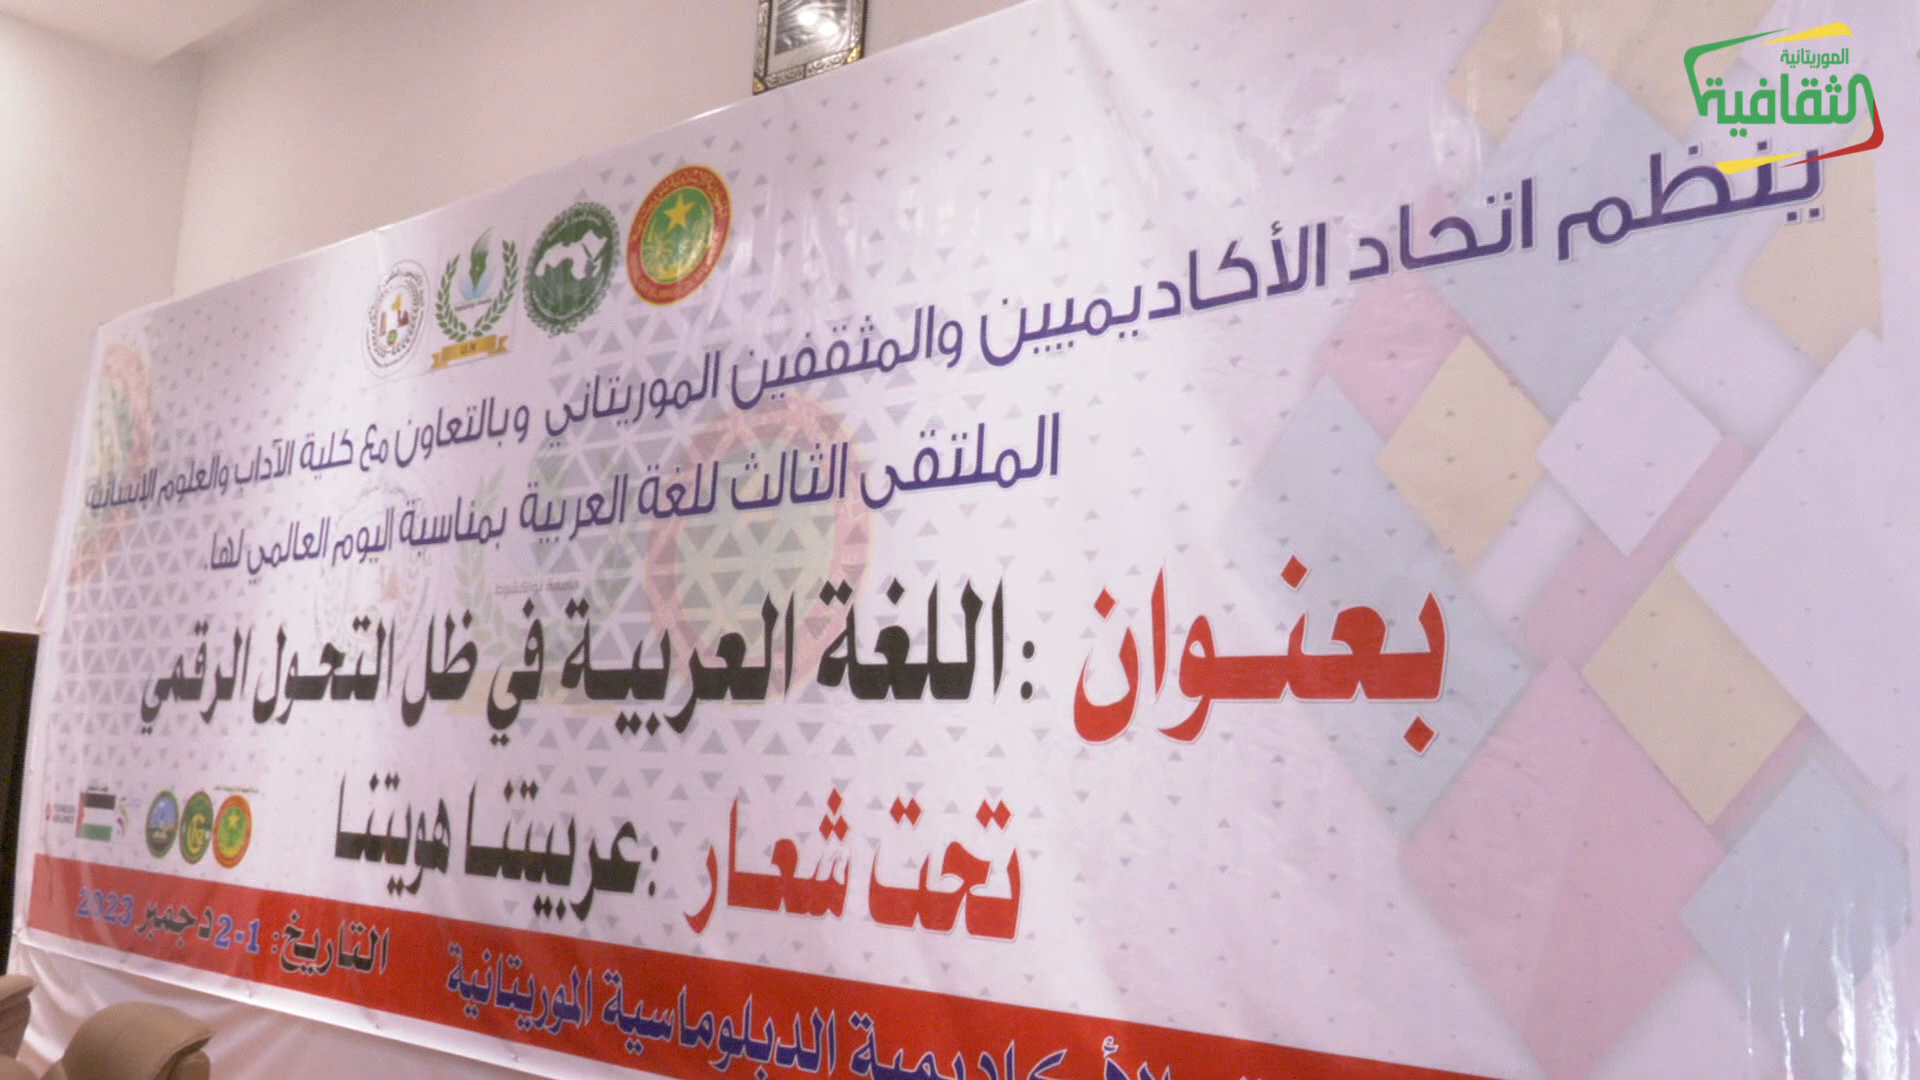 الموريتانية
الثقافية
ينظم اتحاد الأكاديميين والمثقفين الموريتاني وبالتعاون مع كلية الآداب والعلوم الإنسانية
الملتقى الثالث للغة العربية بمناسبة اليوم العالمي لها.
بعنوان : اللغة العربية في ظل التحول الرقمي
تحت شعار : عربيتنا هويتنا
التاريخ: 1-2 دجمبر 2023
الأكاديمية الدبلوماسية الموريتانية
U.N
جامعة نواكشوط